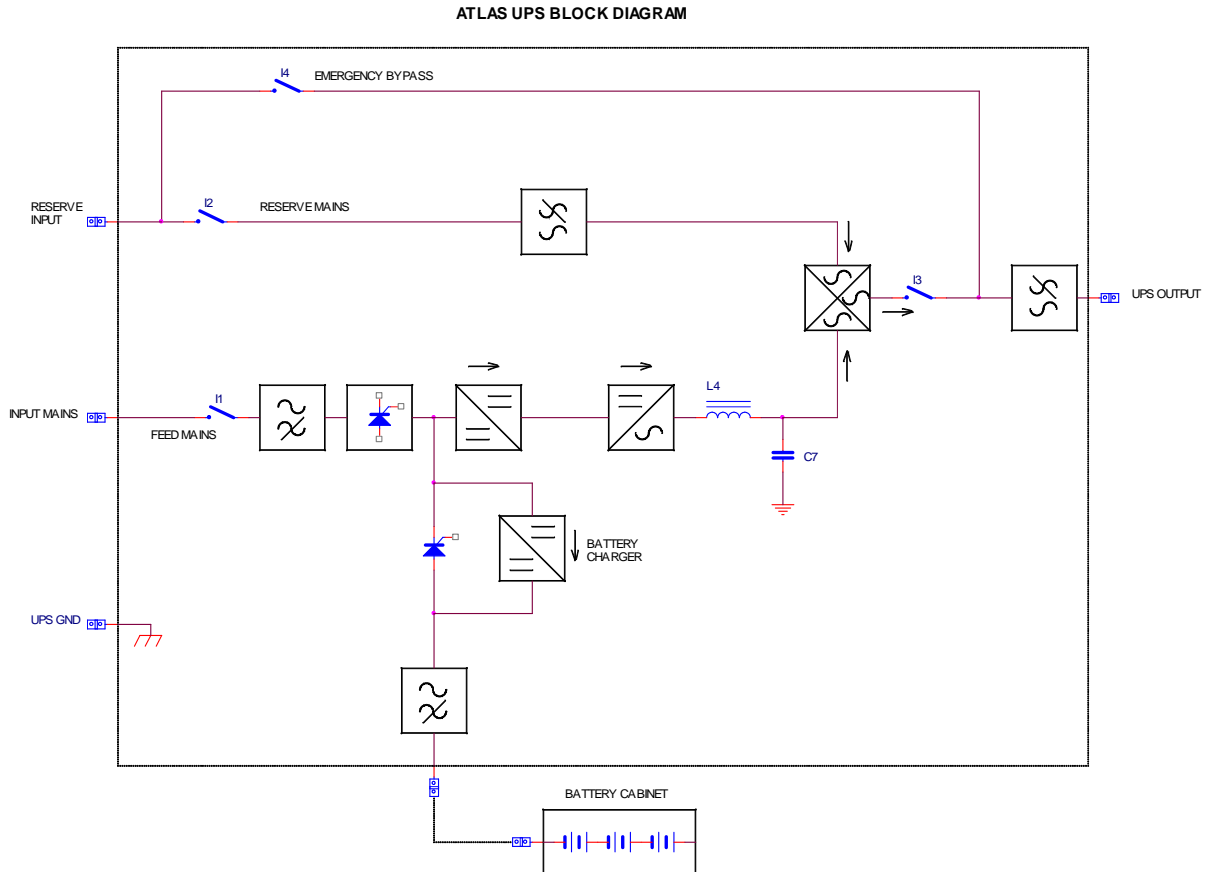 ATLAS UPS BLOCK DIAGRAM
I4
EMERGENCY BYPASS
RESERVE
INPUT
I2
RESERVE MAINS
I3
UPS OUTPUT
INPUT MAINS
I1
FEED MAINS
L4
C7
BATTERY
CHARGER
UPS GND
BATTERY CABINET